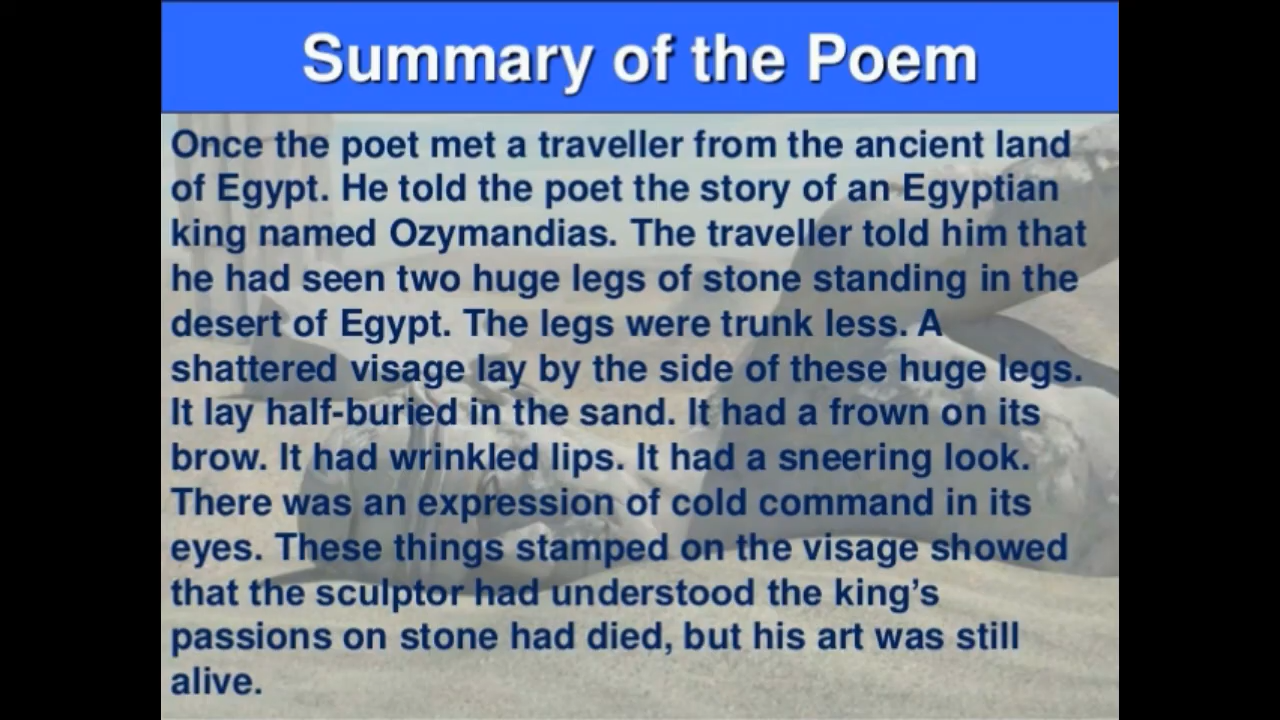 Summary of the Poem
Once the poet met a traveller from the ancient land
of Egypt. He told the poet the story of an Egyptian
king named Ozymandias. The traveller told him that
he had seen two huge legs of stone standing in the
desert of Egypt. The legs were trunk less. A
shattered visage lay by the side of these huge legs.
It lay half-buried in the sand. It had a frown on its
brow. It had wrinkled lips. It had a sneering look.
There was an expression of cold command in its
eyes. These things stamped on the visage showed
that the sculptor had understood the king’s
passions on stone had died, but his art was still
alive.